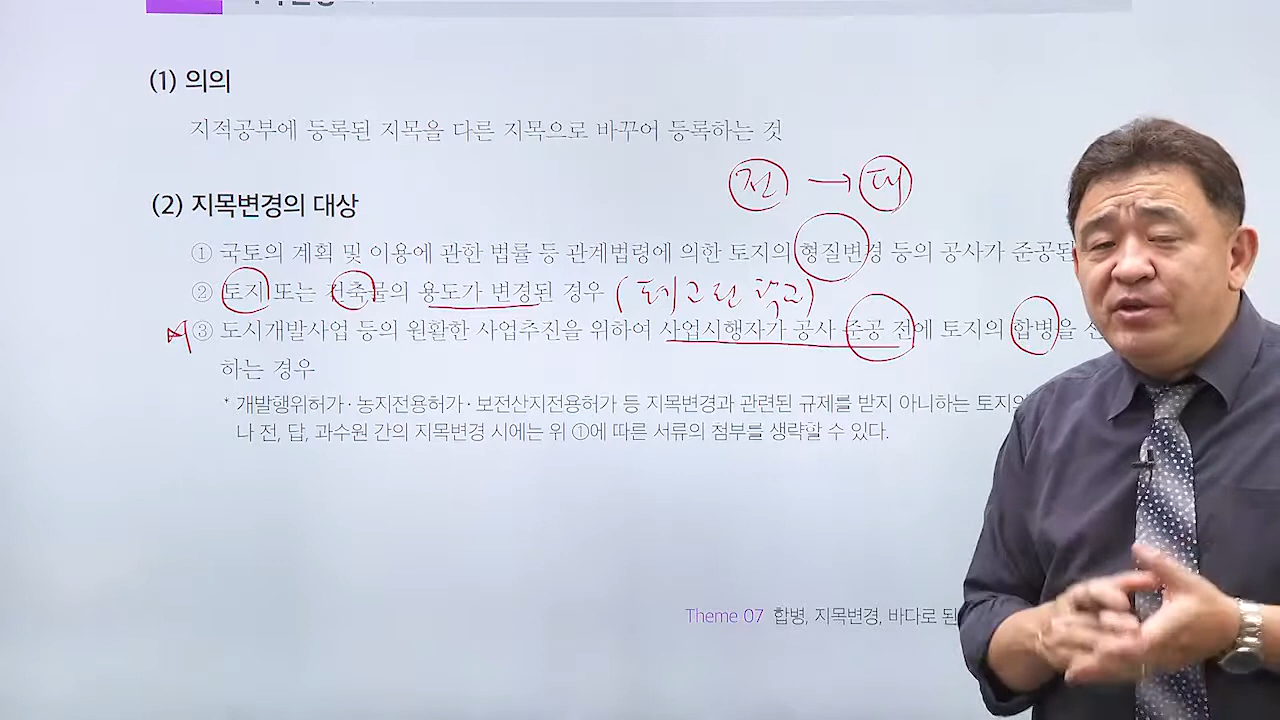 (1) 의의
지적공부에 등록된 지목을 다른 지목으로 바꾸어 등록하는 것
전 → 대
(2) 지목변경의 대상
① 국토의 계획 및 이용에 관한 법률 등 관계법령에 의한 토지의 형질변경 등의 공사가 준공된
② 토지 또는 건축물의 용도가 변경된 경우
③ 도시개발사업 등의 원활한 사업추진을 위하여 사업시행자가 공사 준공 전에 토지의 합병을
하는 경우
* 개발행위허가·농지전용허가·보전산지전용허가 등 지목변경과 관련된 규제를 받지 아니하는 토지의
나 전, 답, 과수원 간의 지목변경 시에는 위 ①에 따른 서류의 첨부를 생략할 수 있다.
Theme 07 합병, 지목변경, 바다로 된